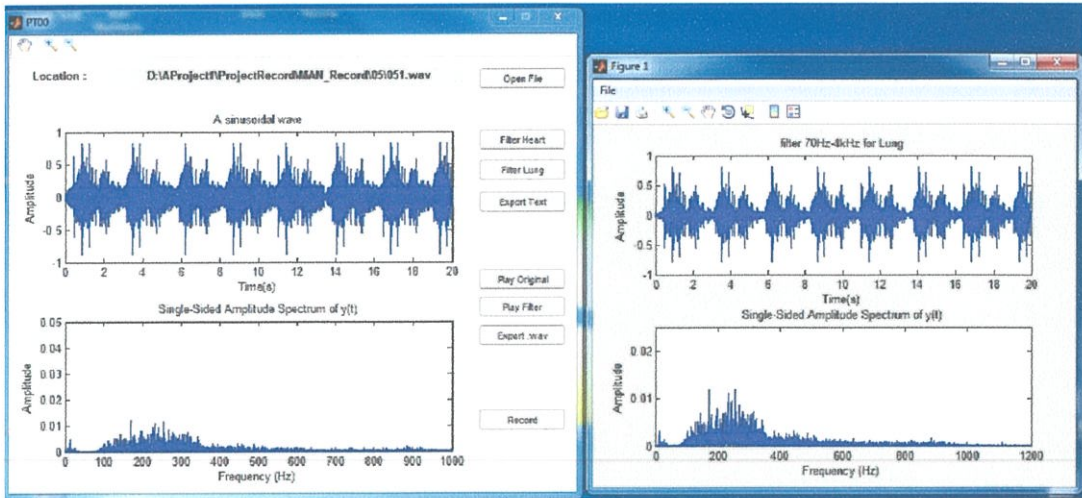 PT00
Location : D:\AProject1\ProjectRecord\MAN_Record\05\051.wav
Open File
A sinusoidal wave
1
0.5
0
-0.5
-1
Amplitude
0 2 4 6 8 10 12 14 16 18 20
Time(s)
Filter Heart
Filter Lung
Export Text
Play Original
Play Filter
Export .wav
Record
Single-Sided Amplitude Spectrum of y(t)
0.05
0.04
0.03
0.02
0.01
0
Amplitude
0 100 200 300 400 500 600 700 800 900 1000
Frequency (Hz)
Figure 1
File
filter 70Hz-4kHz for Lung
1
0.5
0
-0.5
-1
Amplitude
0 2 4 6 8 10 12 14 16 18 20
Time(s)
Single-Sided Amplitude Spectrum of y(t)
0.02
0.01
0
Amplitude
0 200 400 600 800 1000 1200
Frequency (Hz)